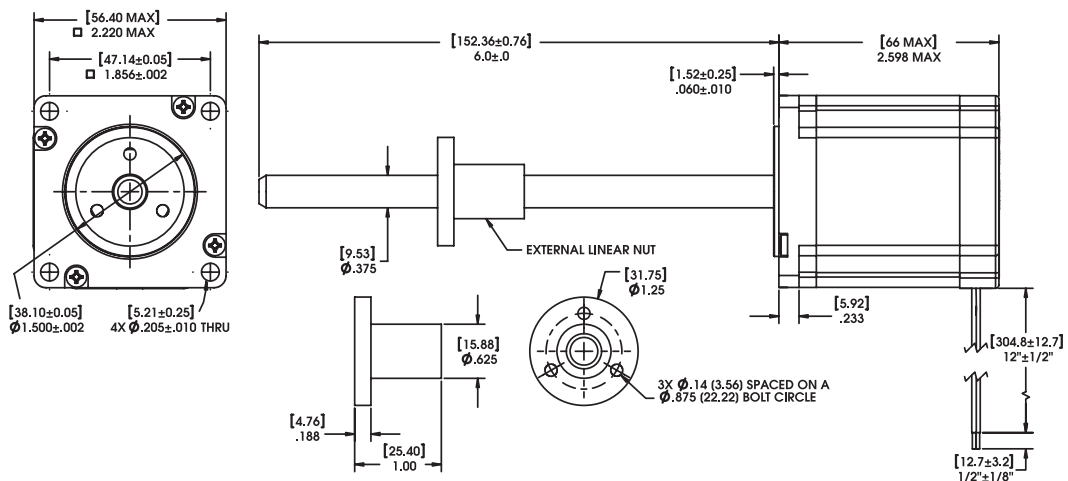 [56.40 MAX]
□ 2.220 MAX
[47.14±0.05]
□ 1.856±.002
[152.36±0.76]
6.0±.0
[66 MAX]
2.598 MAX
[1.52±0.25]
.060±.010
[9.53]
Ø.375
EXTERNAL LINEAR NUT
[38.10±0.05]
Ø1.500±.002
[5.21±0.25]
4X Ø.205±.010 THRU
[31.75]
Ø1.25
[5.92]
.233
[15.88]
Ø.625
[304.8±12.7]
12"±1/2"
3X Ø.14 (3.56) SPACED ON A
Ø.875 (22.22) BOLT CIRCLE
[4.76]
.188
[25.40]
1.00
[12.7±3.2]
1/2"±1/8"